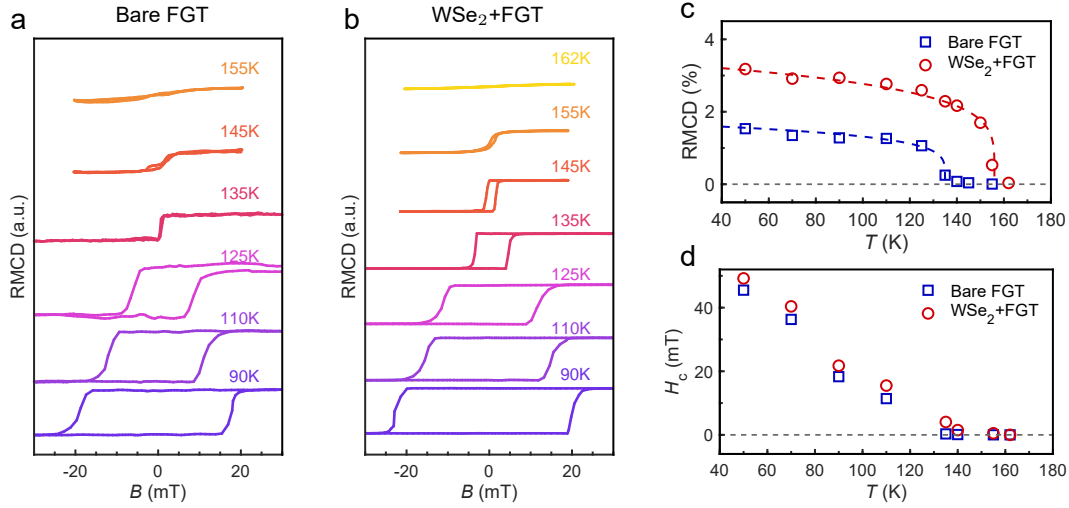 a
Bare FGT
155K
145K
135K
125K
110K
90K
RMCD (a.u.)
-20
0
20
B (mT)
b
WSe₂+FGT
162K
155K
145K
135K
125K
110K
90K
RMCD (a.u.)
-20
0
20
B (mT)
c
Bare FGT
WSe₂+FGT
RMCD (%)
4
2
0
40 60 80 100 120 140 160 180
T (K)
d
Bare FGT
WSe₂+FGT
H_c (mT)
40
20
0
40 60 80 100 120 140 160 180
T (K)